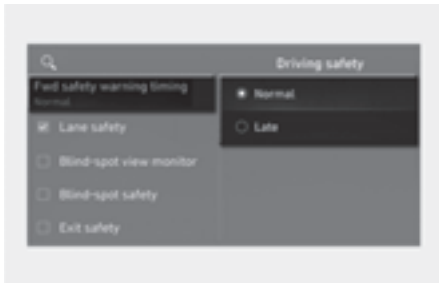 Driving safety
Fwd safety warning timing
Normal
Lane safety
Blind-spot view monitor
Blind-spot safety
Exit safety
Normal
Late